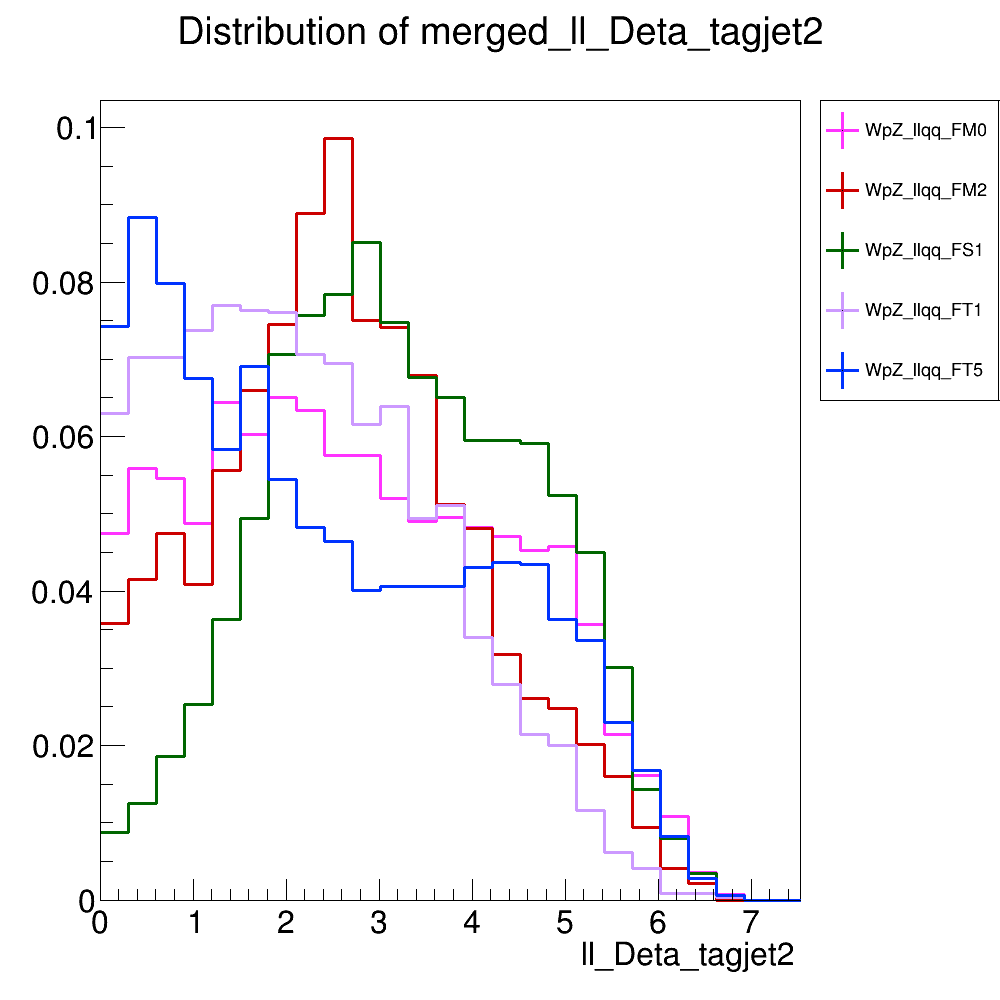 Distribution of merged_ll_Deta_tagjet2
WpZ_llqq_FM0
WpZ_llqq_FM2
WpZ_llqq_FS1
WpZ_llqq_FT1
WpZ_llqq_FT5
0.1
0.08
0.06
0.04
0.02
0
0 1 2 3 4 5 6 7
ll_Deta_tagjet2